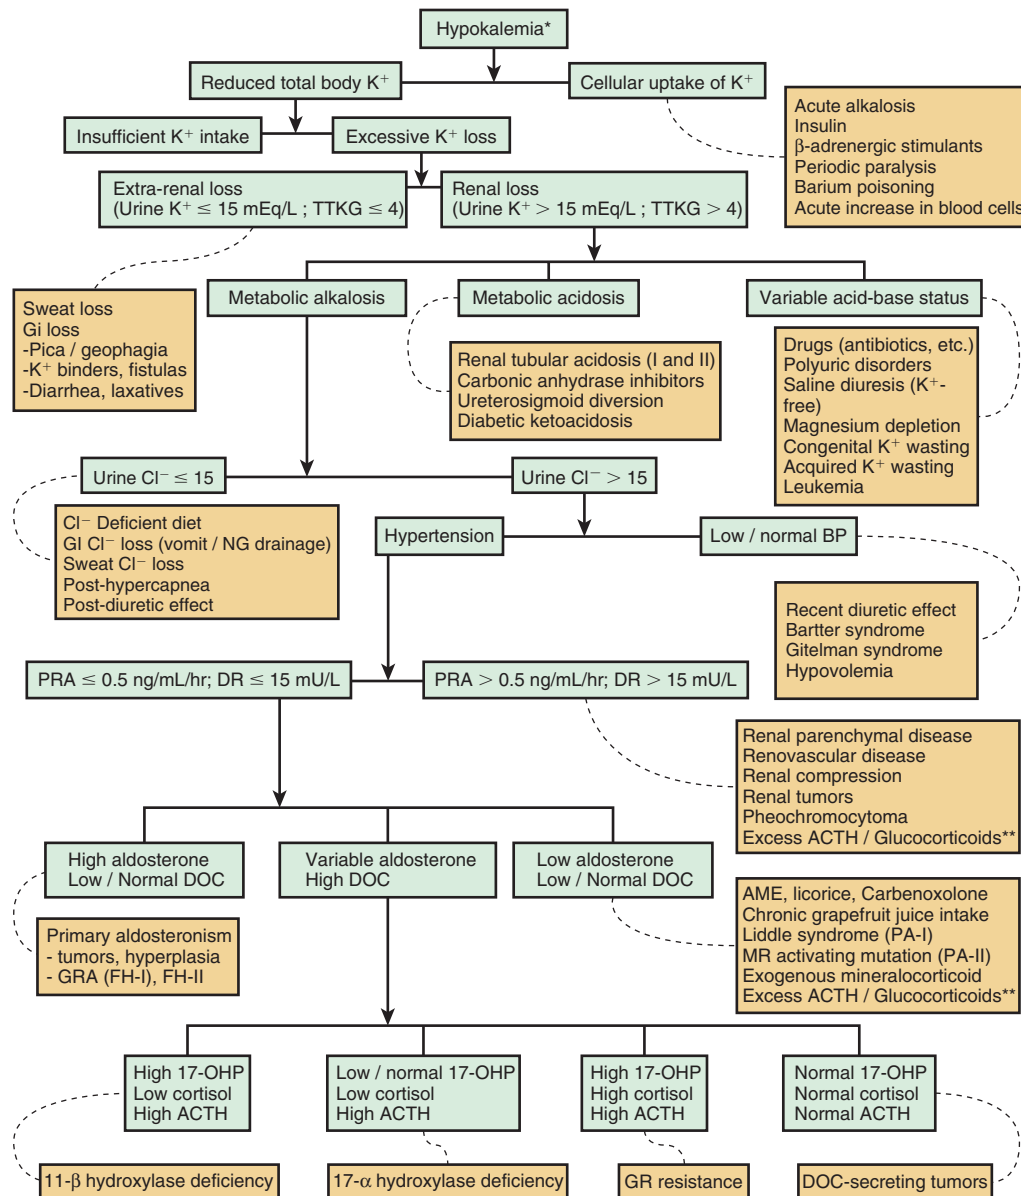 Hypokalemia*
Reduced total body K⁺
Cellular uptake of K⁺
Acute alkalosis
Insulin
β-adrenergic stimulants
Periodic paralysis
Barium poisoning
Acute increase in blood cells
Insufficient K⁺ intake
Excessive K⁺ loss
Extra-renal loss
(Urine K⁺ ≤ 15 mEq/L ; TTKG ≤ 4)
Renal loss
(Urine K⁺ > 15 mEq/L ; TTKG > 4)
Sweat loss
Gi loss
-Pica / geophagia
-K⁺ binders, fistulas
-Diarrhea, laxatives
Metabolic alkalosis
Metabolic acidosis
Variable acid-base status
Renal tubular acidosis (I and II)
Carbonic anhydrase inhibitors
Ureterosigmoid diversion
Diabetic ketoacidosis
Drugs (antibiotics, etc.)
Polyuric disorders
Saline diuresis (K⁺-
free)
Magnesium depletion
Congenital K⁺ wasting
Acquired K⁺ wasting
Leukemia
Urine Cl⁻ ≤ 15
Urine Cl⁻ > 15
Cl⁻ Deficient diet
GI Cl⁻ loss (vomit / NG drainage)
Sweat Cl⁻ loss
Post-hypercapnea
Post-diuretic effect
Hypertension
Low / normal BP
Recent diuretic effect
Bartter syndrome
Gitelman syndrome
Hypovolemia
PRA ≤ 0.5 ng/mL/hr; DR ≤ 15 mU/L
PRA > 0.5 ng/mL/hr; DR > 15 mU/L
Renal parenchymal disease
Renovascular disease
Renal compression
Renal tumors
Pheochromocytoma
Excess ACTH / Glucocorticoids**
High aldosterone
Low / Normal DOC
Variable aldosterone
High DOC
Low aldosterone
Low / Normal DOC
Primary aldosteronism
- tumors, hyperplasia
- GRA (FH-I), FH-II
AME, licorice, Carbenoxolone
Chronic grapefruit juice intake
Liddle syndrome (PA-I)
MR activating mutation (PA-II)
Exogenous mineralocorticoid
Excess ACTH / Glucocorticoids**
High 17-OHP
Low cortisol
High ACTH
Low / normal 17-OHP
Low cortisol
High ACTH
High 17-OHP
High cortisol
High ACTH
Normal 17-OHP
Normal cortisol
Normal ACTH
11-β hydroxylase deficiency
17-α hydroxylase deficiency
GR resistance
DOC-secreting tumors